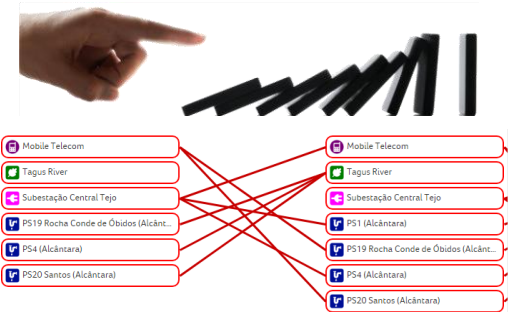 Mobile Telecom
Tagus River
Subestação Central Tejo
PS19 Rocha Conde de Óbidos (Alcânt...
PS4 (Alcântara)
PS20 Santos (Alcântara)
Mobile Telecom
Tagus River
Subestação Central Tejo
PS1 (Alcântara)
PS19 Rocha Conde de Óbidos (Alcânt...
PS4 (Alcântara)
PS20 Santos (Alcântara)